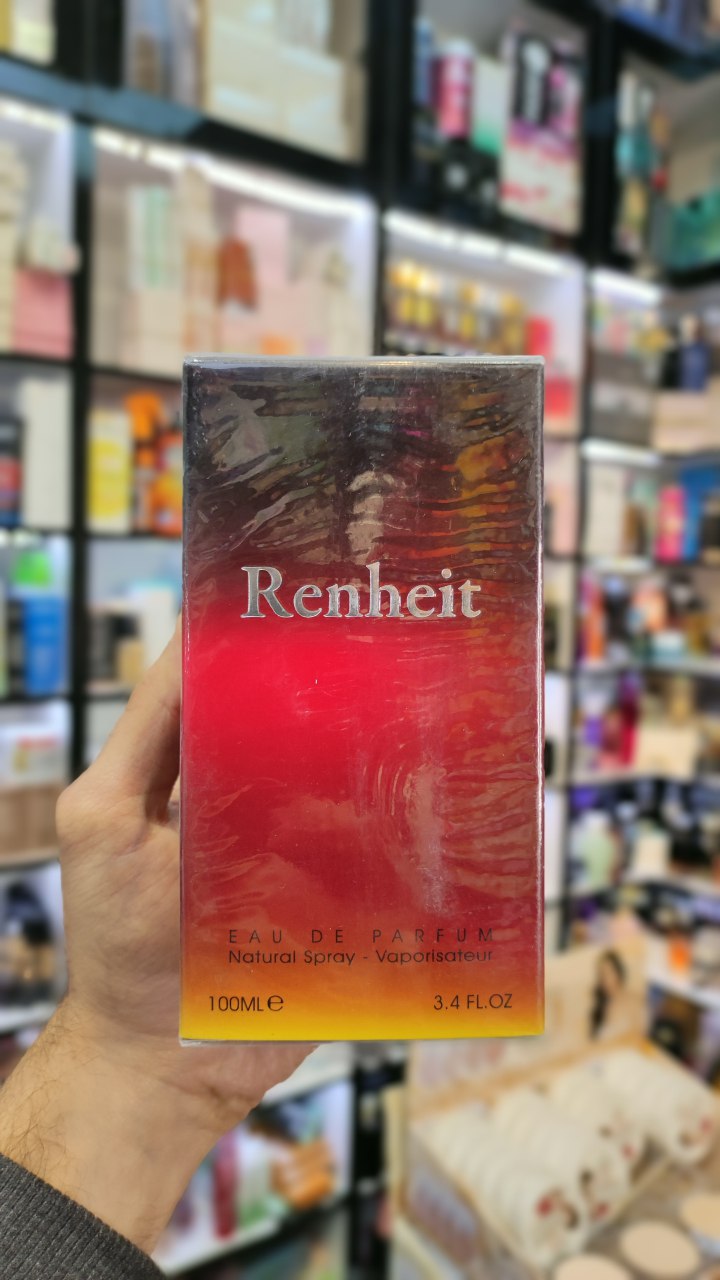 Renheit
EAU DE PARFUM
Natural Spray - Vaporisateur
100ML℮ 3.4 FL.OZ